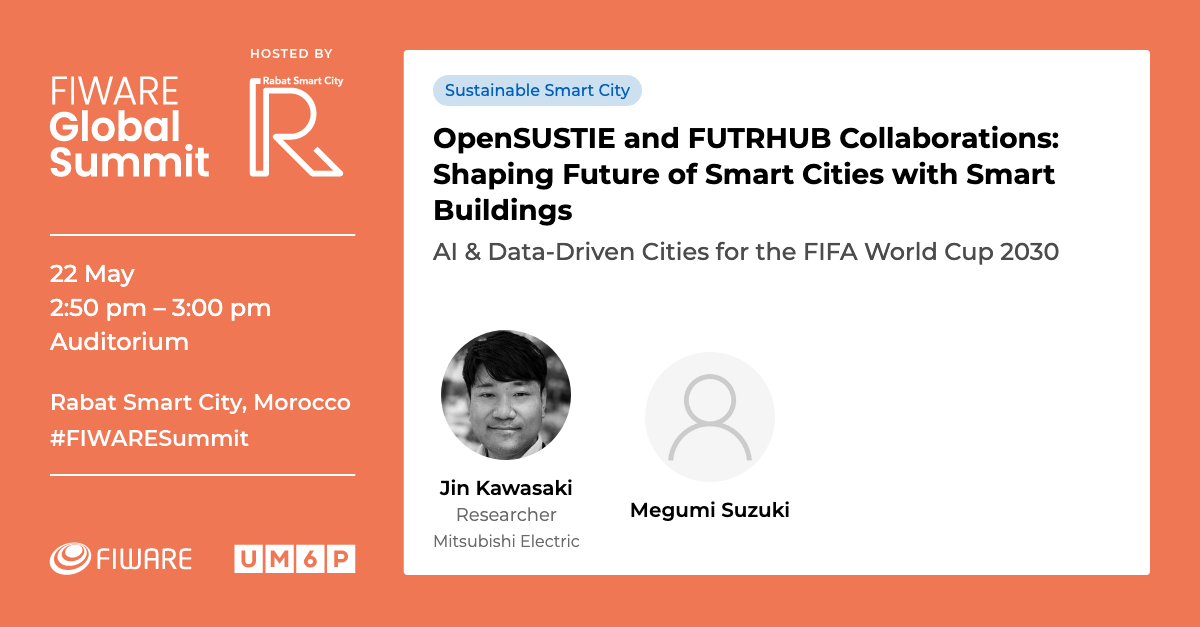 HOSTED BY
FIWARE
Global
Summit
Rabat Smart City
R
22 May
2:50 pm – 3:00 pm
Auditorium
Rabat Smart City, Morocco
#FIWARESummit
FIWARE
UM6P
Sustainable Smart City
OpenSUSTIE and FUTRHUB Collaborations:
Shaping Future of Smart Cities with Smart
Buildings
AI & Data-Driven Cities for the FIFA World Cup 2030
Jin Kawasaki
Researcher
Mitsubishi Electric
Megumi Suzuki